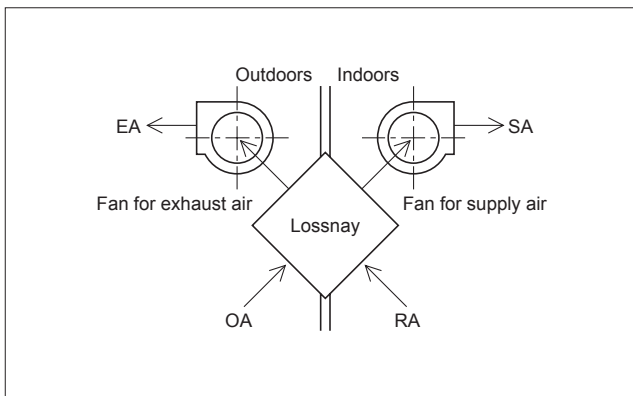 Outdoors Indoors
EA SA
Fan for exhaust air Fan for supply air
Lossnay
OA RA